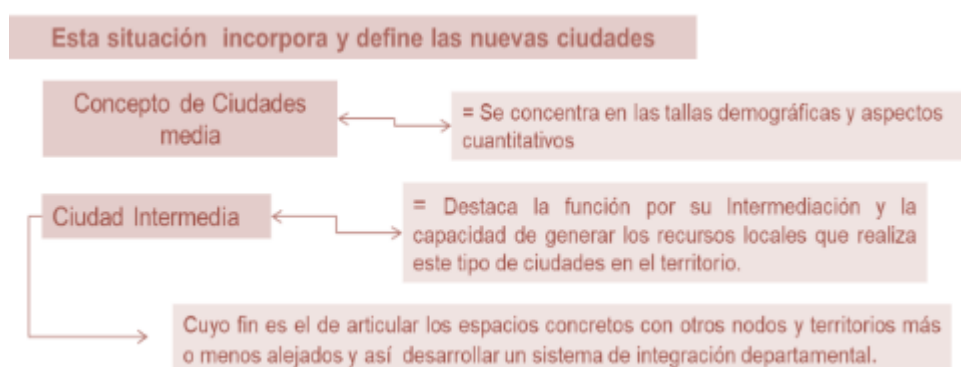 Esta situación incorpora y define las nuevas ciudades
Concepto de Ciudades
media
= Se concentra en las tallas demográficas y aspectos
cuantitativos
Ciudad Intermedia
= Destaca la función por su Intermediación y la
capacidad de generar los recursos locales que realiza
este tipo de ciudades en el territorio.
Cuyo fin es el de articular los espacios concretos con otros nodos y territorios más
o menos alejados y así desarrollar un sistema de integración departamental.